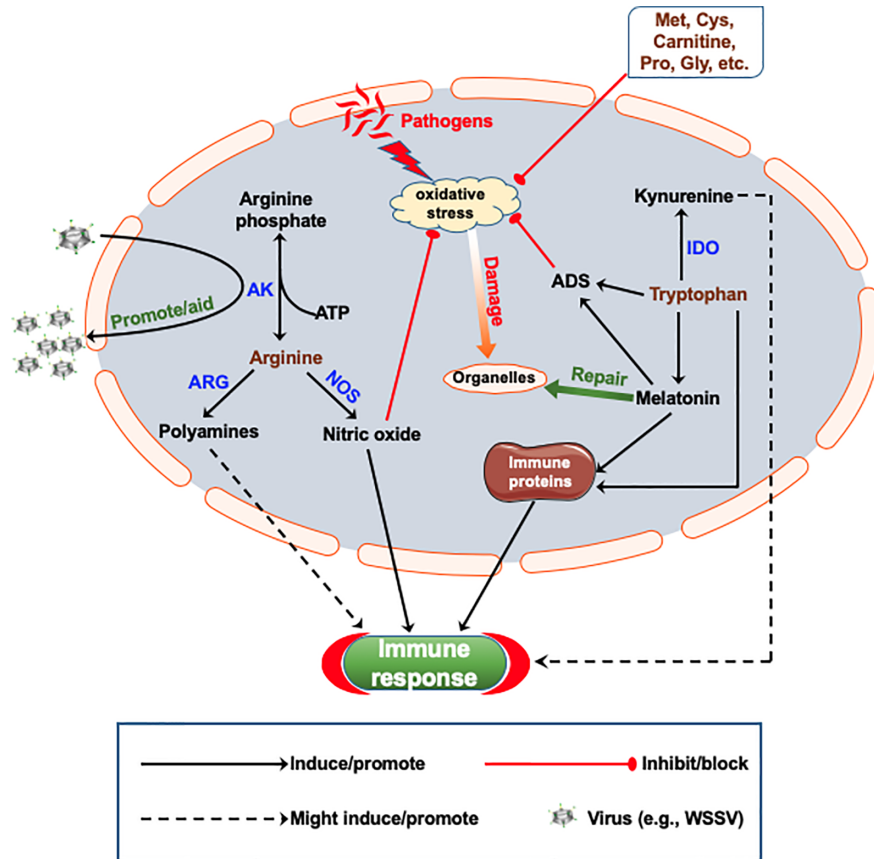 Met, Cys,
Carnitine,
Pro, Gly, etc.
Pathogens
oxidative
stress
Arginine
phosphate
Kynurenine
IDO
AK
ATP
Promote/aid
Damage
ADS
Tryptophan
Arginine
ARG
NOS
Organelles
Repair
Melatonin
Polyamines
Nitric oxide
Immune
proteins
Immune
response
Induce/promote
Inhibit/block
Might induce/promote
Virus (e.g., WSSV)